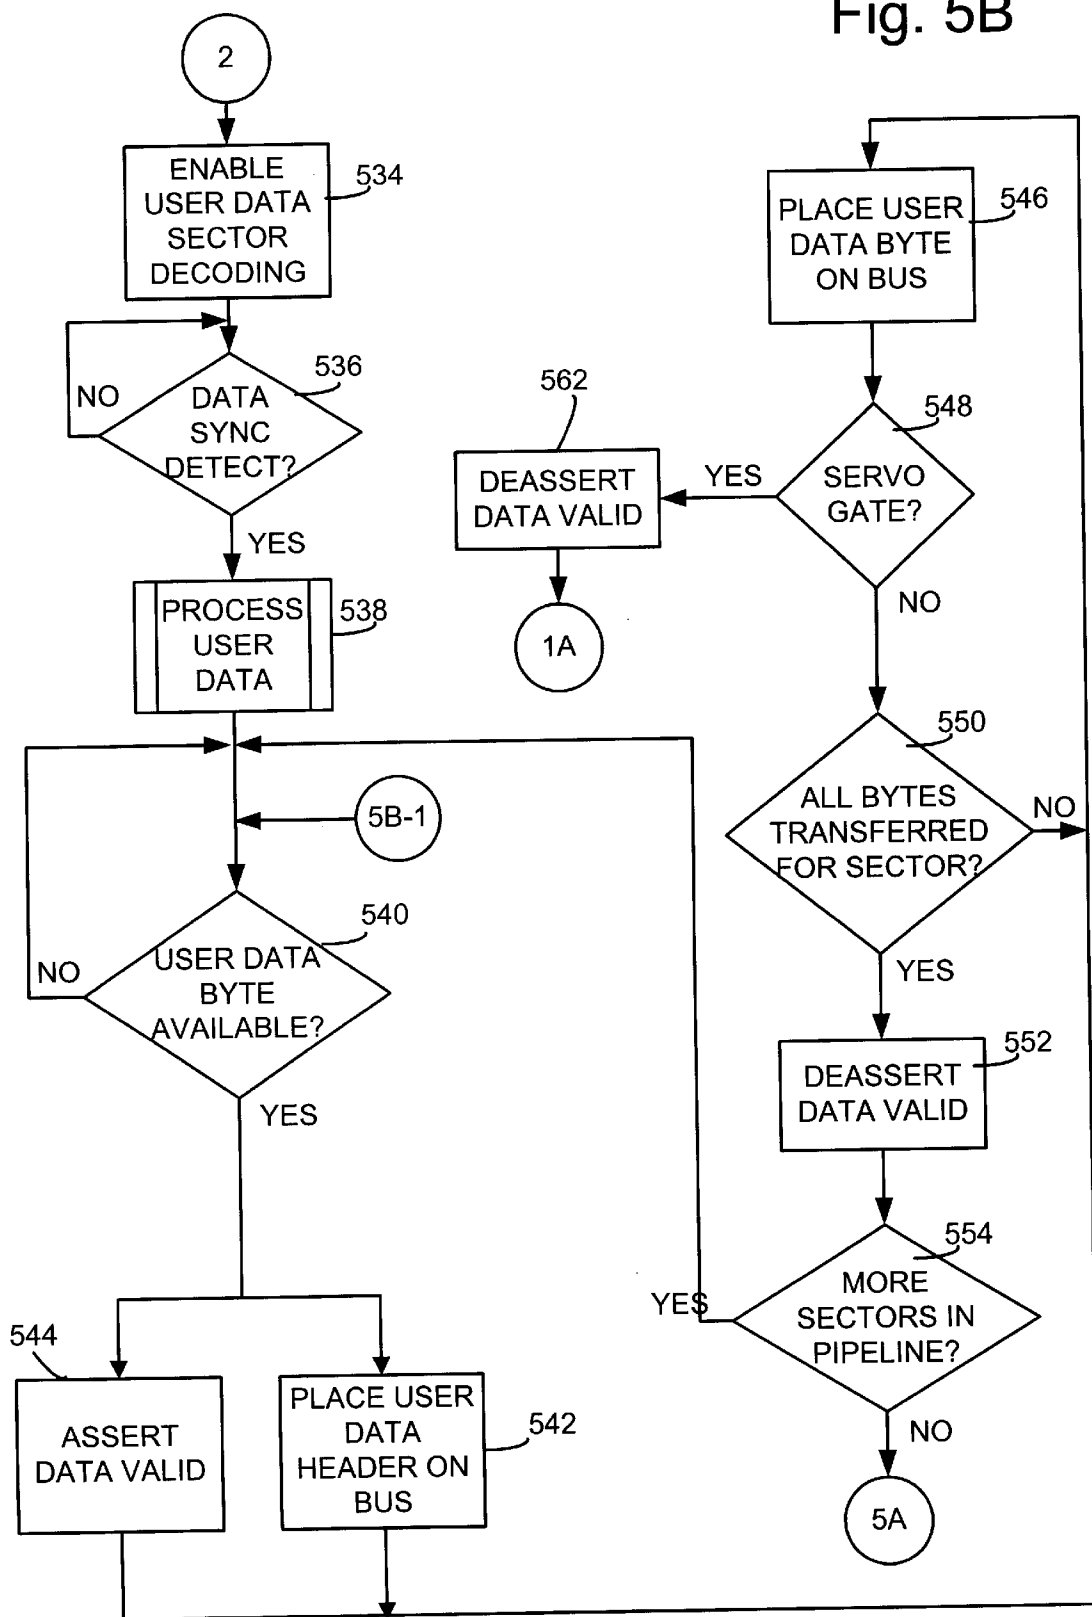 Fig. 5B
2
ENABLE
USER DATA
SECTOR
DECODING
534
NO
DATA
SYNC
DETECT?
536
YES
PROCESS
USER
DATA
538
5B-1
USER DATA
BYTE
AVAILABLE?
540
NO
YES
544
ASSERT
DATA VALID
PLACE USER
DATA
HEADER ON
BUS
542
PLACE USER
DATA BYTE
ON BUS
546
SERVO
GATE?
548
YES
562
DEASSERT
DATA VALID
1A
NO
ALL BYTES
TRANSFERRED
FOR SECTOR?
550
NO
YES
DEASSERT
DATA VALID
552
MORE
SECTORS IN
PIPELINE?
554
YES
NO
5A